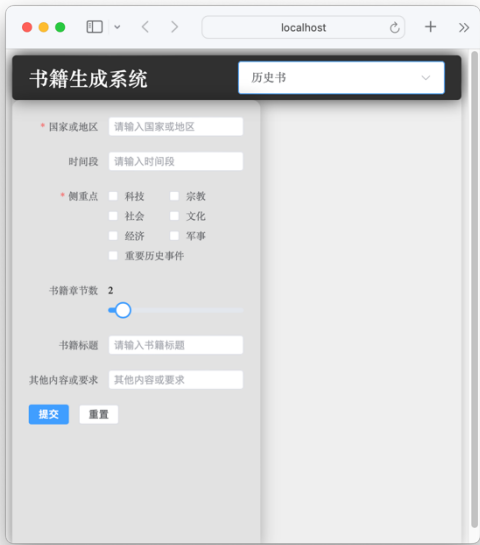 localhost
书籍生成系统
历史书
* 国家或地区 请输入国家或地区
时间段 请输入时间段
* 侧重点 科技 宗教
社会 文化
经济 军事
重要历史事件
书籍章节数 2
书籍标题 请输入书籍标题
其他内容或要求 其他内容或要求
提交 重置